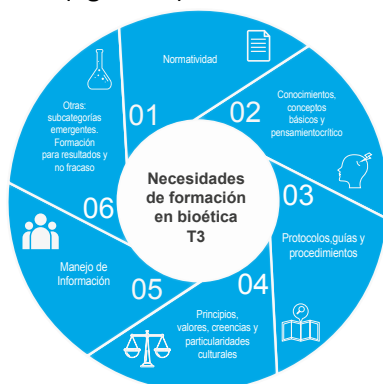 Necesidades
de formación
en bioética
T3
01
Normatividad
02
Conocimientos,
conceptos
básicos y
pensamientocrítico
03
Protocolos,guías y
procedimientos
04
Principios,
valores, creencias y
particularidades
culturales
05
Manejo de
Información
06
Otras:
subcategorías
emergentes.
Formación
para resultados y
no fracaso